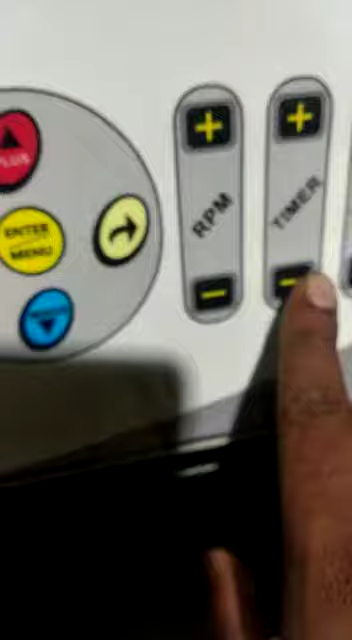 PLUS
ENTER
MENU
+
RPM
-
+
TIMER
-